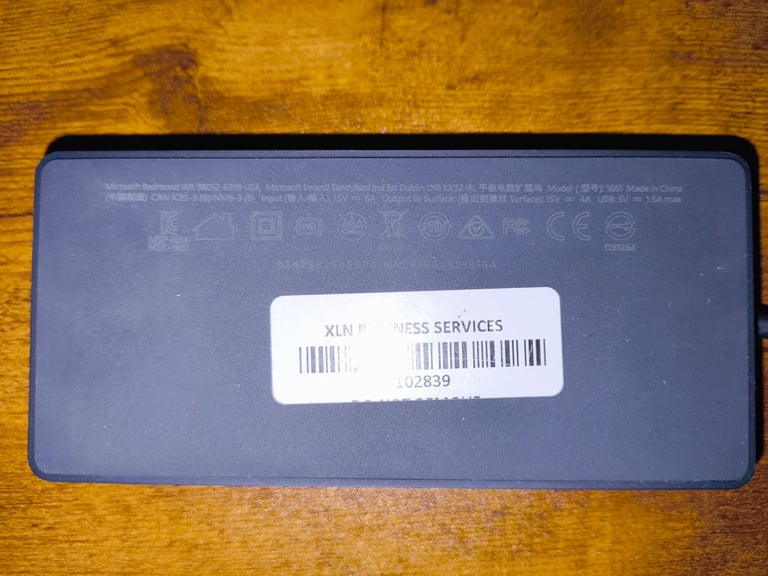 Microsoft Redmond WA 98052-6399 USA, Microsoft Ireland Sandyford Ind Est Dublin D18 KX32 IRL 平板电脑扩展坞 Model (型号): 1661 Made in China
(中国制造) CAN ICES-3 (B)/NMB-3 (B) Input (输入/輸入): 15V ⎓ 6A Output to Surface: (输出到微软 Surface): 15V ⎓ 4A USB: 5V ⎓ 1.5A max
MSK-1661
D31264
XLN SERVICES
102839